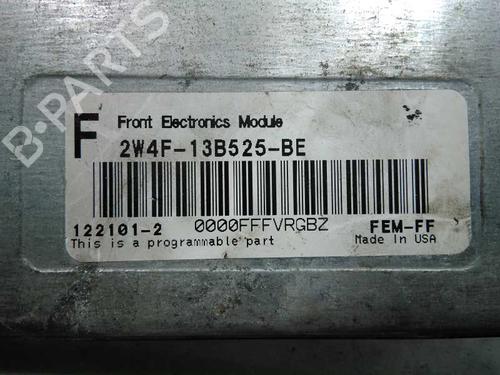 B-PARTS
F
Front Electronics Module
2W4F-13B525-BE
122101-2
0000FFFVRGBZ
FEM-FF
This is a programmable part
Made In USA